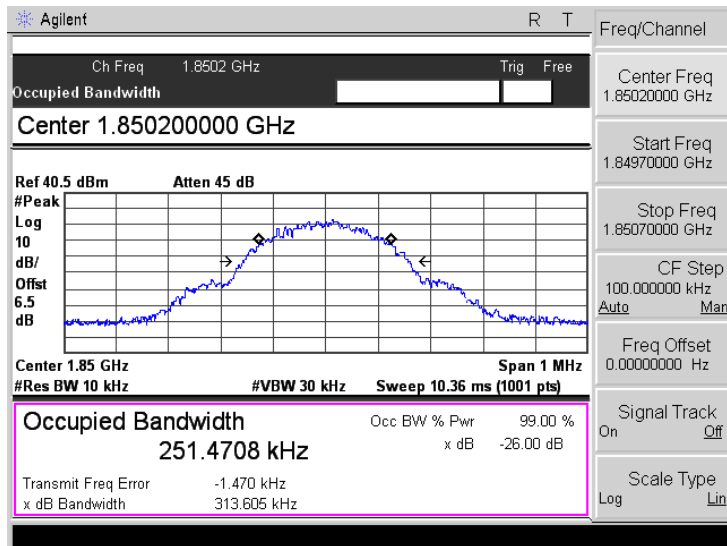 Agilent R T
Ch Freq 1.8502 GHz Trig Free
Occupied Bandwidth
Center 1.850200000 GHz
Ref 40.5 dBm Atten 45 dB
#Peak
Log
10
dB/
Offst
6.5
dB
Center 1.85 GHz Span 1 MHz
#Res BW 10 kHz #VBW 30 kHz Sweep 10.36 ms (1001 pts)
Occupied Bandwidth Occ BW % Pwr 99.00 %
251.4708 kHz x dB -26.00 dB
Transmit Freq Error -1.470 kHz
x dB Bandwidth 313.605 kHz
Freq/Channel
Center Freq
1.85020000 GHz
Start Freq
1.84970000 GHz
Stop Freq
1.85070000 GHz
CF Step
100.000000 kHz
Auto Man
Freq Offset
0.00000000 Hz
Signal Track
On Off
Scale Type
Log Lin